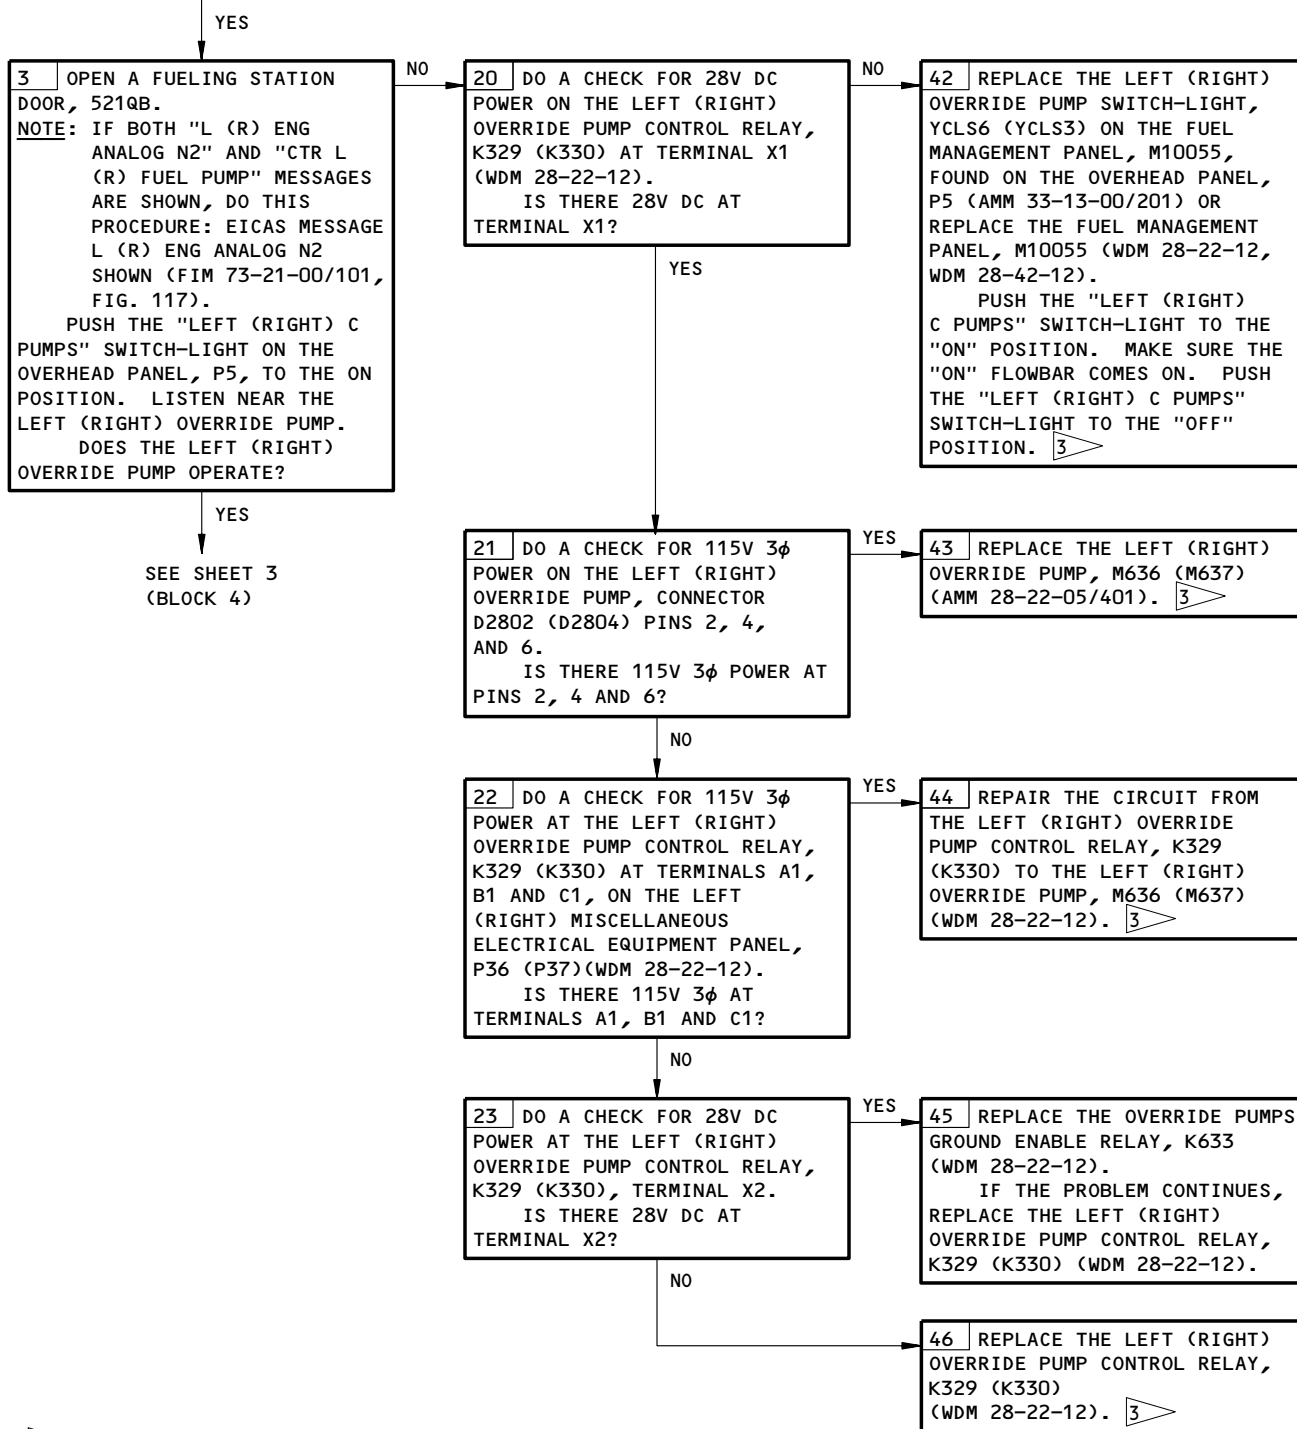 YES
3 OPEN A FUELING STATION
DOOR, 521QB.
NOTE: IF BOTH "L (R) ENG
ANALOG N2" AND "CTR L
(R) FUEL PUMP" MESSAGES
ARE SHOWN, DO THIS
PROCEDURE: EICAS MESSAGE
L (R) ENG ANALOG N2
SHOWN (FIM 73-21-00/101,
FIG. 117).
PUSH THE "LEFT (RIGHT) C
PUMPS" SWITCH-LIGHT ON THE
OVERHEAD PANEL, P5, TO THE ON
POSITION. LISTEN NEAR THE
LEFT (RIGHT) OVERRIDE PUMP.
DOES THE LEFT (RIGHT)
OVERRIDE PUMP OPERATE?
YES
SEE SHEET 3
(BLOCK 4)
NO
20 DO A CHECK FOR 28V DC
POWER ON THE LEFT (RIGHT)
OVERRIDE PUMP CONTROL RELAY,
K329 (K330) AT TERMINAL X1
(WDM 28-22-12).
IS THERE 28V DC AT
TERMINAL X1?
NO
42 REPLACE THE LEFT (RIGHT)
OVERRIDE PUMP SWITCH-LIGHT,
YCLS6 (YCLS3) ON THE FUEL
MANAGEMENT PANEL, M10055,
FOUND ON THE OVERHEAD PANEL,
P5 (AMM 33-13-00/201) OR
REPLACE THE FUEL MANAGEMENT
PANEL, M10055 (WDM 28-22-12,
WDM 28-42-12).
PUSH THE "LEFT (RIGHT)
C PUMPS" SWITCH-LIGHT TO THE
"ON" POSITION. MAKE SURE THE
"ON" FLOWBAR COMES ON. PUSH
THE "LEFT (RIGHT) C PUMPS"
SWITCH-LIGHT TO THE "OFF"
POSITION. 3
YES
21 DO A CHECK FOR 115V 3ϕ
POWER ON THE LEFT (RIGHT)
OVERRIDE PUMP, CONNECTOR
D2802 (D2804) PINS 2, 4,
AND 6.
IS THERE 115V 3ϕ POWER AT
PINS 2, 4 AND 6?
YES
43 REPLACE THE LEFT (RIGHT)
OVERRIDE PUMP, M636 (M637)
(AMM 28-22-05/401). 3
NO
22 DO A CHECK FOR 115V 3ϕ
POWER AT THE LEFT (RIGHT)
OVERRIDE PUMP CONTROL RELAY,
K329 (K330) AT TERMINALS A1,
B1 AND C1, ON THE LEFT
(RIGHT) MISCELLANEOUS
ELECTRICAL EQUIPMENT PANEL,
P36 (P37)(WDM 28-22-12).
IS THERE 115V 3ϕ AT
TERMINALS A1, B1 AND C1?
YES
44 REPAIR THE CIRCUIT FROM
THE LEFT (RIGHT) OVERRIDE
PUMP CONTROL RELAY, K329
(K330) TO THE LEFT (RIGHT)
OVERRIDE PUMP, M636 (M637)
(WDM 28-22-12). 3
NO
23 DO A CHECK FOR 28V DC
POWER AT THE LEFT (RIGHT)
OVERRIDE PUMP CONTROL RELAY,
K329 (K330), TERMINAL X2.
IS THERE 28V DC AT
TERMINAL X2?
YES
45 REPLACE THE OVERRIDE PUMPS
GROUND ENABLE RELAY, K633
(WDM 28-22-12).
IF THE PROBLEM CONTINUES,
REPLACE THE LEFT (RIGHT)
OVERRIDE PUMP CONTROL RELAY,
K329 (K330) (WDM 28-22-12).
NO
46 REPLACE THE LEFT (RIGHT)
OVERRIDE PUMP CONTROL RELAY,
K329 (K330)
(WDM 28-22-12). 3